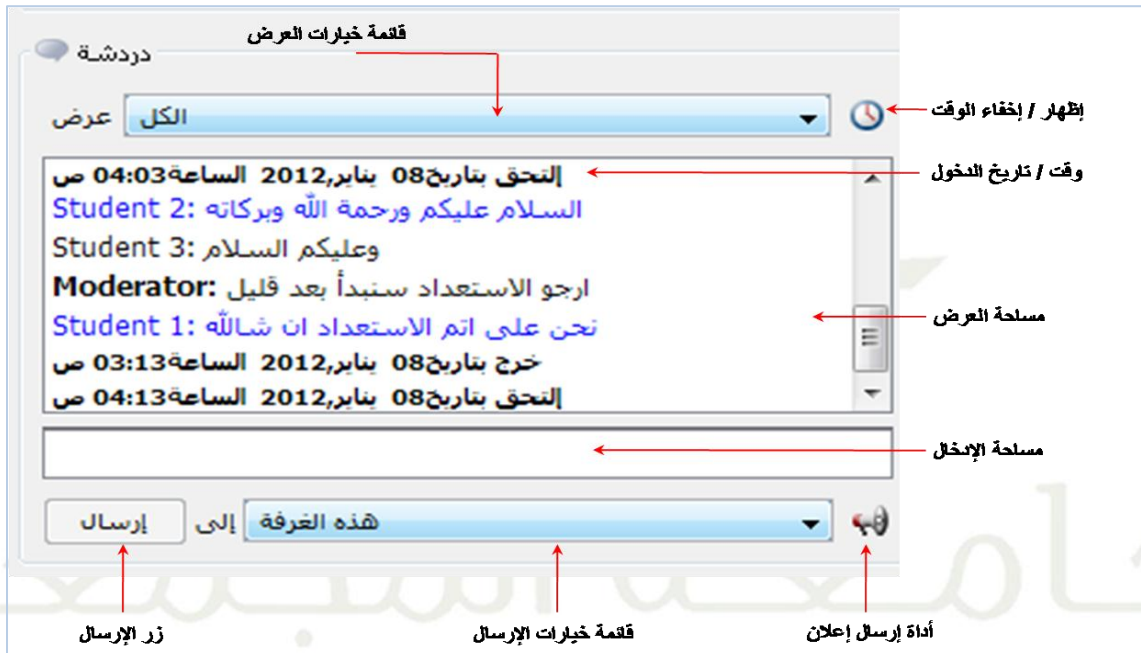 قائمة خيارات العرض
دردشة
عرض الكل
إظهار / إخفاء الوقت
إلتحق بتاريخ08 يناير,2012 الساعة04:03 ص
وقت / تاريخ الدخول
Student 2: السلام عليكم ورحمة الله وبركاته
Student 3: وعليكم السلام
Moderator: ارجو الاستعداد سنبدأ بعد قليل
Student 1: نحن على اتم الاستعداد ان شالله
مساحة العرض
خرج بتاريخ08 يناير,2012 الساعة03:13 ص
إلتحق بتاريخ08 يناير,2012 الساعة04:13 ص
مساحة الإدخال
إرسال إلى هذه الغرفة
زر الإرسال
قائمة خيارات الإرسال
أداة إرسال إعلان